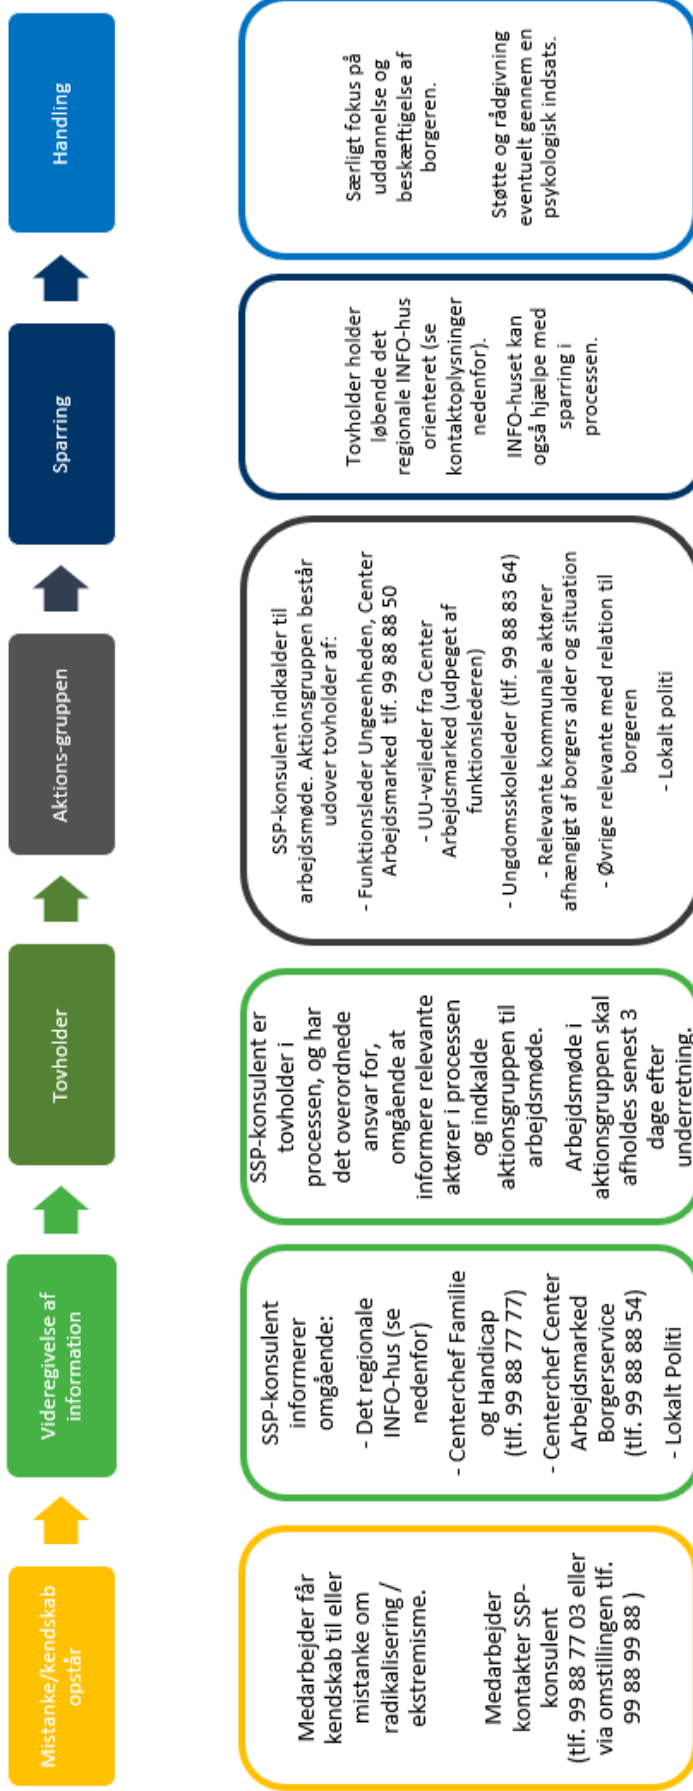 Mistanke/kendskab
opstår
Videregivelse af
information
Tovholder
Aktions-gruppen
Sparring
Handling
Medarbejder får
kendskab til eller
mistanke om
radikalisering /
ekstremisme.
Medarbejder
kontakter SSP-
konsulent
(tlf. 99 88 77 03 eller
via omstillingen tlf.
99 88 99 88 )
SSP-konsulent
informerer
omgående:
- Det regionale
INFO-hus (se
nedenfor)
- Centerchef Familie
og Handicap
(tlf. 99 88 77 77)
- Centerchef Center
Arbejdsmarked
Borgerservice
(tlf. 99 88 88 54)
- Lokalt Politi
SSP-konsulent er
tovholder i
processen, og har
det overordnede
ansvar for,
omgående at
informere relevante
aktører i processen
og indkalde
aktionsgruppen til
arbejdsmøde.
Arbejdsmøde i
aktionsgruppen skal
afholdes senest 3
dage efter
underretning.
SSP-konsulent indkalder til
arbejdsmøde. Aktionsgruppen består
udover tovholder af:
- Funktionsleder Ungeenheden, Center
Arbejdsmarked  tlf. 99 88 88 50
- UU-vejleder fra Center
Arbejdsmarked (udpeget af
funktionslederen)
- Ungdomsskoleleder (tlf. 99 88 83 64)
- Relevante kommunale aktører
afhængigt af borgers alder og situation
- Øvrige relevante med relation til
borgeren
- Lokalt politi
Tovholder holder
løbende det
regionale INFO-hus
orienteret (se
kontaktoplysninger
nedenfor).
INFO-huset kan
også hjælpe med
sparring i
processen.
Særligt fokus på
uddannelse og
beskæftigelse af
borgeren.
Støtte og rådgivning
eventuelt gennem en
psykologisk indsats.